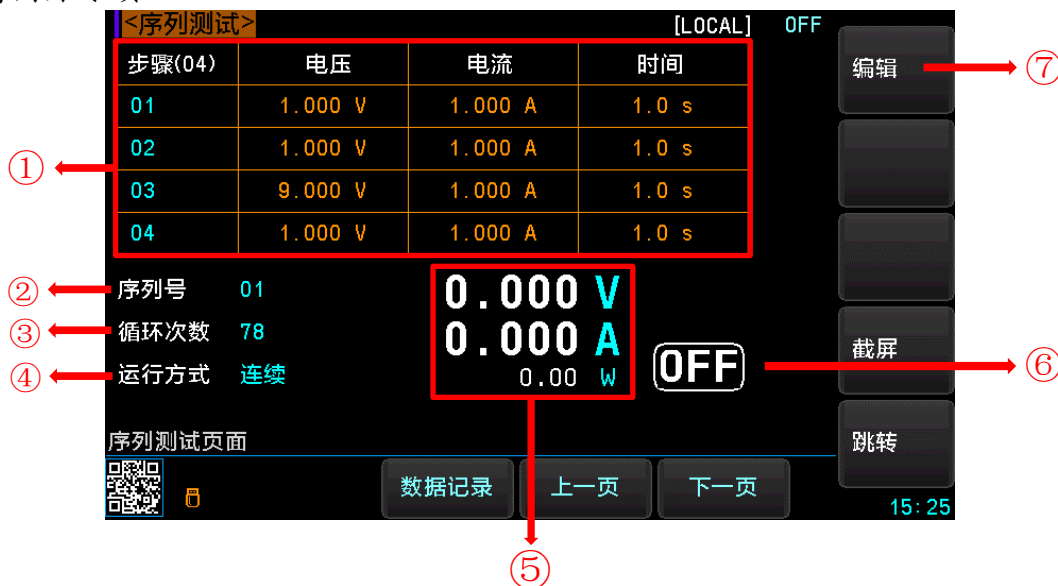 <序列测试> [LOCAL] OFF
步骤(04) 电压 电流 时间
01 1.000 V 1.000 A 1.0 s
02 1.000 V 1.000 A 1.0 s
03 9.000 V 1.000 A 1.0 s
04 1.000 V 1.000 A 1.0 s
编辑 ⑦
①
② 序列号 01
0.000 V
③ 循环次数 78
0.000 A
④ 运行方式 连续
0.00 W
OFF ⑥
截屏
序列测试页面
跳转
数据记录 上一页 下一页
15:25
⑤